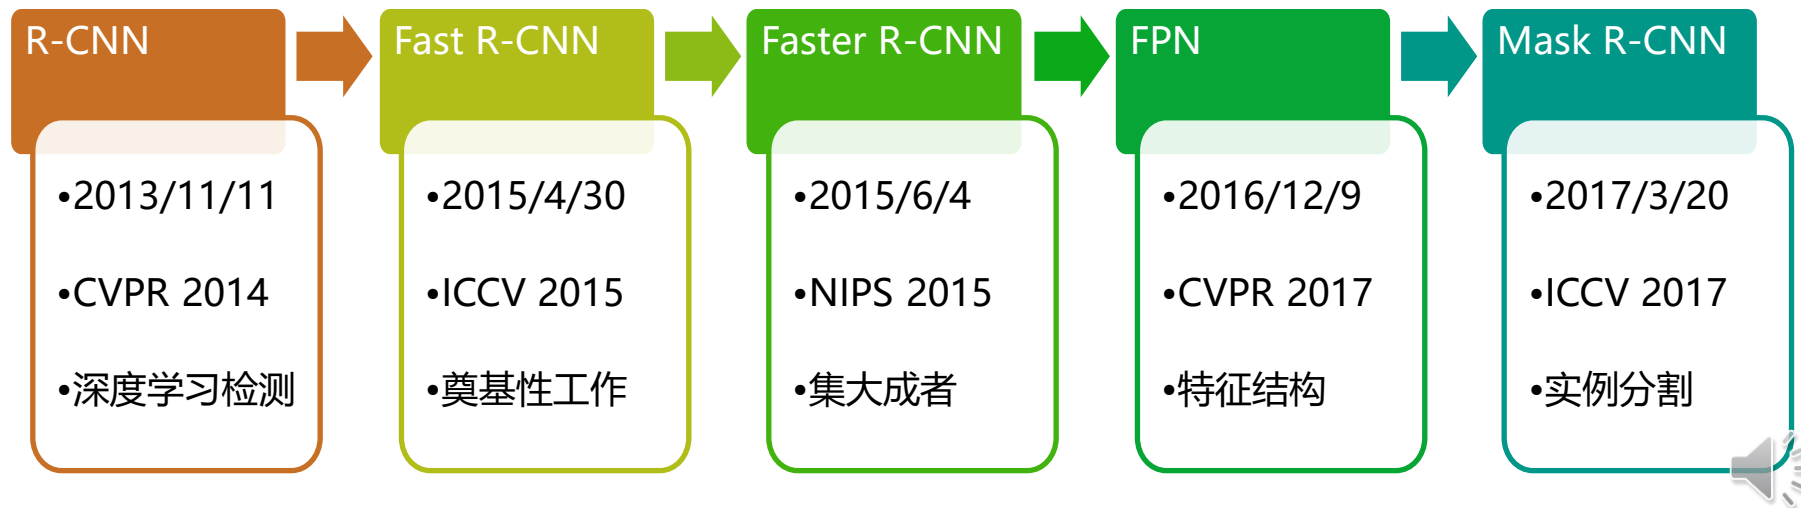 R-CNN
•2013/11/11
•CVPR 2014
•深度学习检测
Fast R-CNN
•2015/4/30
•ICCV 2015
•奠基性工作
Faster R-CNN
•2015/6/4
•NIPS 2015
•集大成者
FPN
•2016/12/9
•CVPR 2017
•特征结构
Mask R-CNN
•2017/3/20
•ICCV 2017
•实例分割